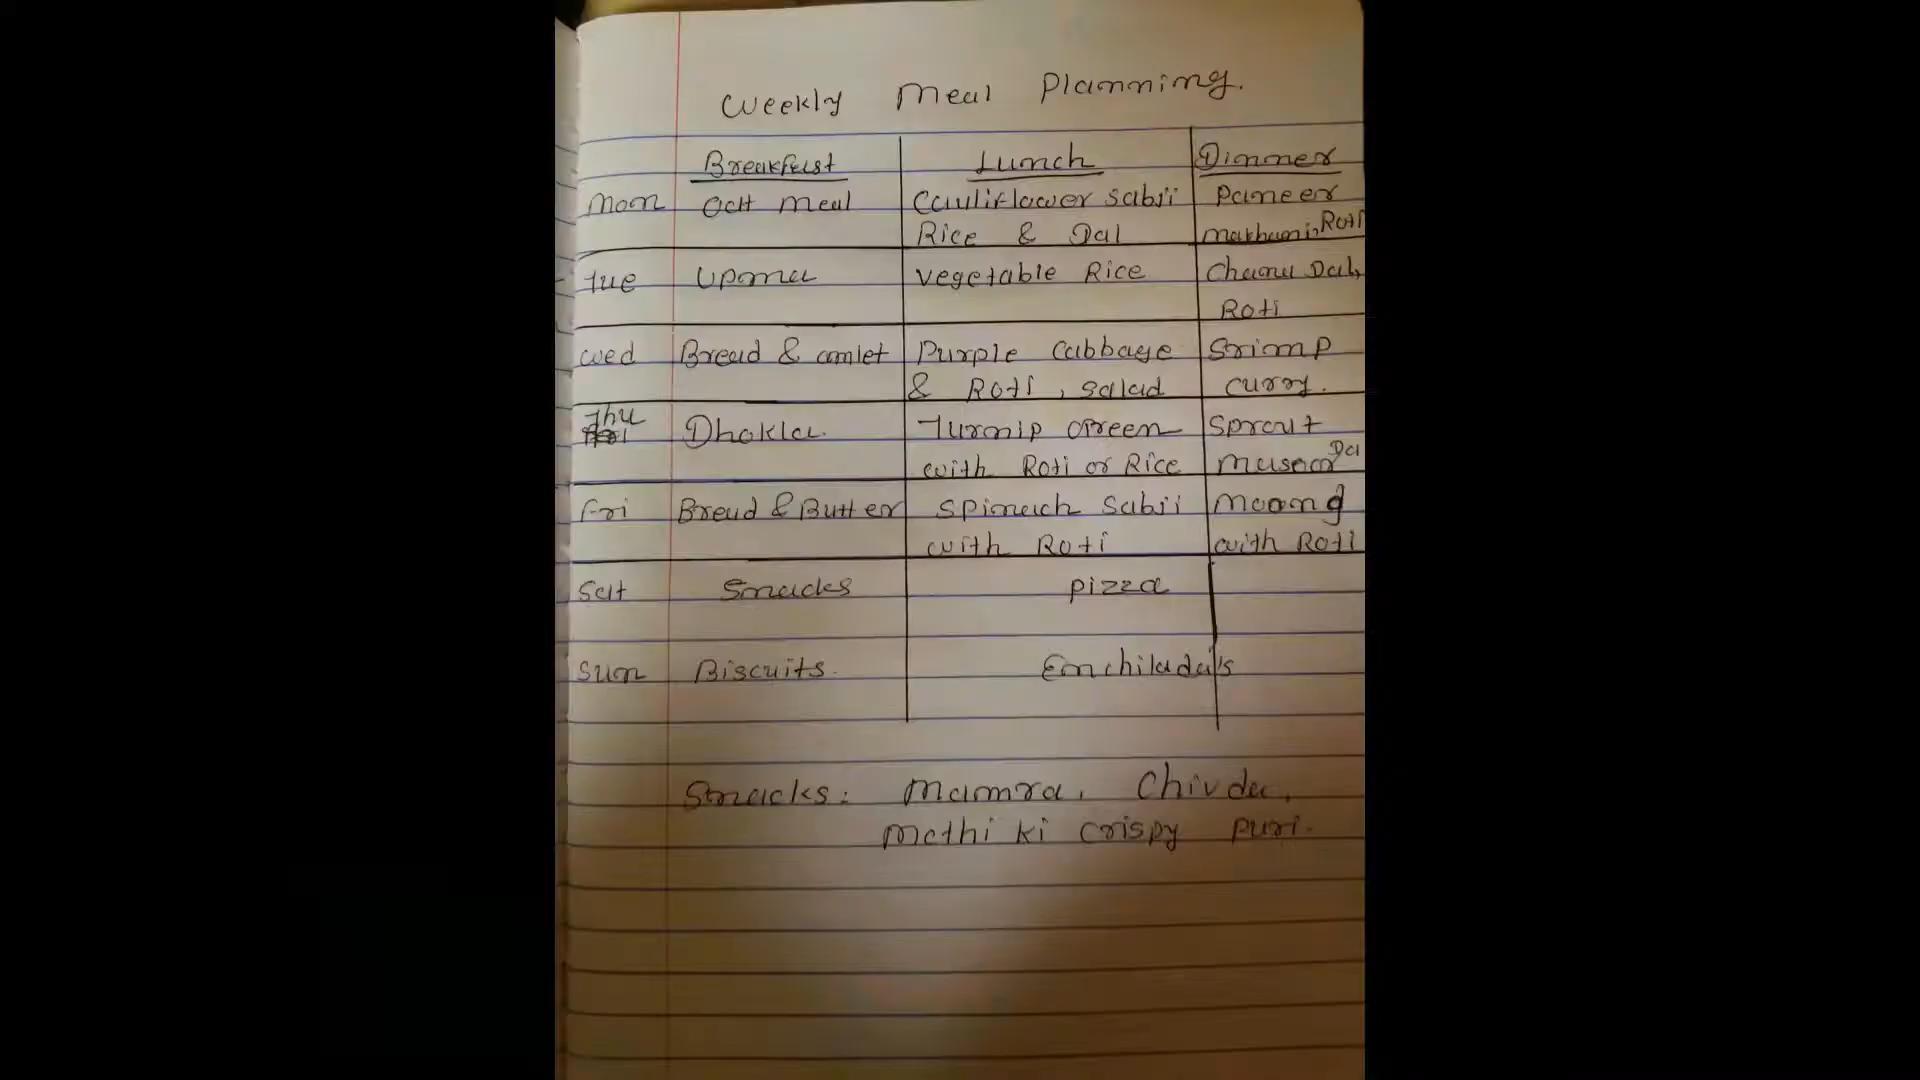 Weekly Meal Planning.
Breakfast Lunch Dinner
Mon Oat meal Cauliflower Sabji Paneer
Rice & Dal makhani, Roti
Tue Upma Vegetable Rice Chana Dal,
Roti
Wed Bread & omlet Purple Cabbage Srimp
& Roti, salad curry.
Thu Dhokla Turnip Green Sprout
with Roti or Rice Masoor Dal
Fri Bread & Butter Spinach Sabji Moong
with Roti with Roti
Sat Snacks Pizza
Sun Biscuits. Enchilada's
Snacks: Mamra, Chivda,
Methi ki Crispy Puri.